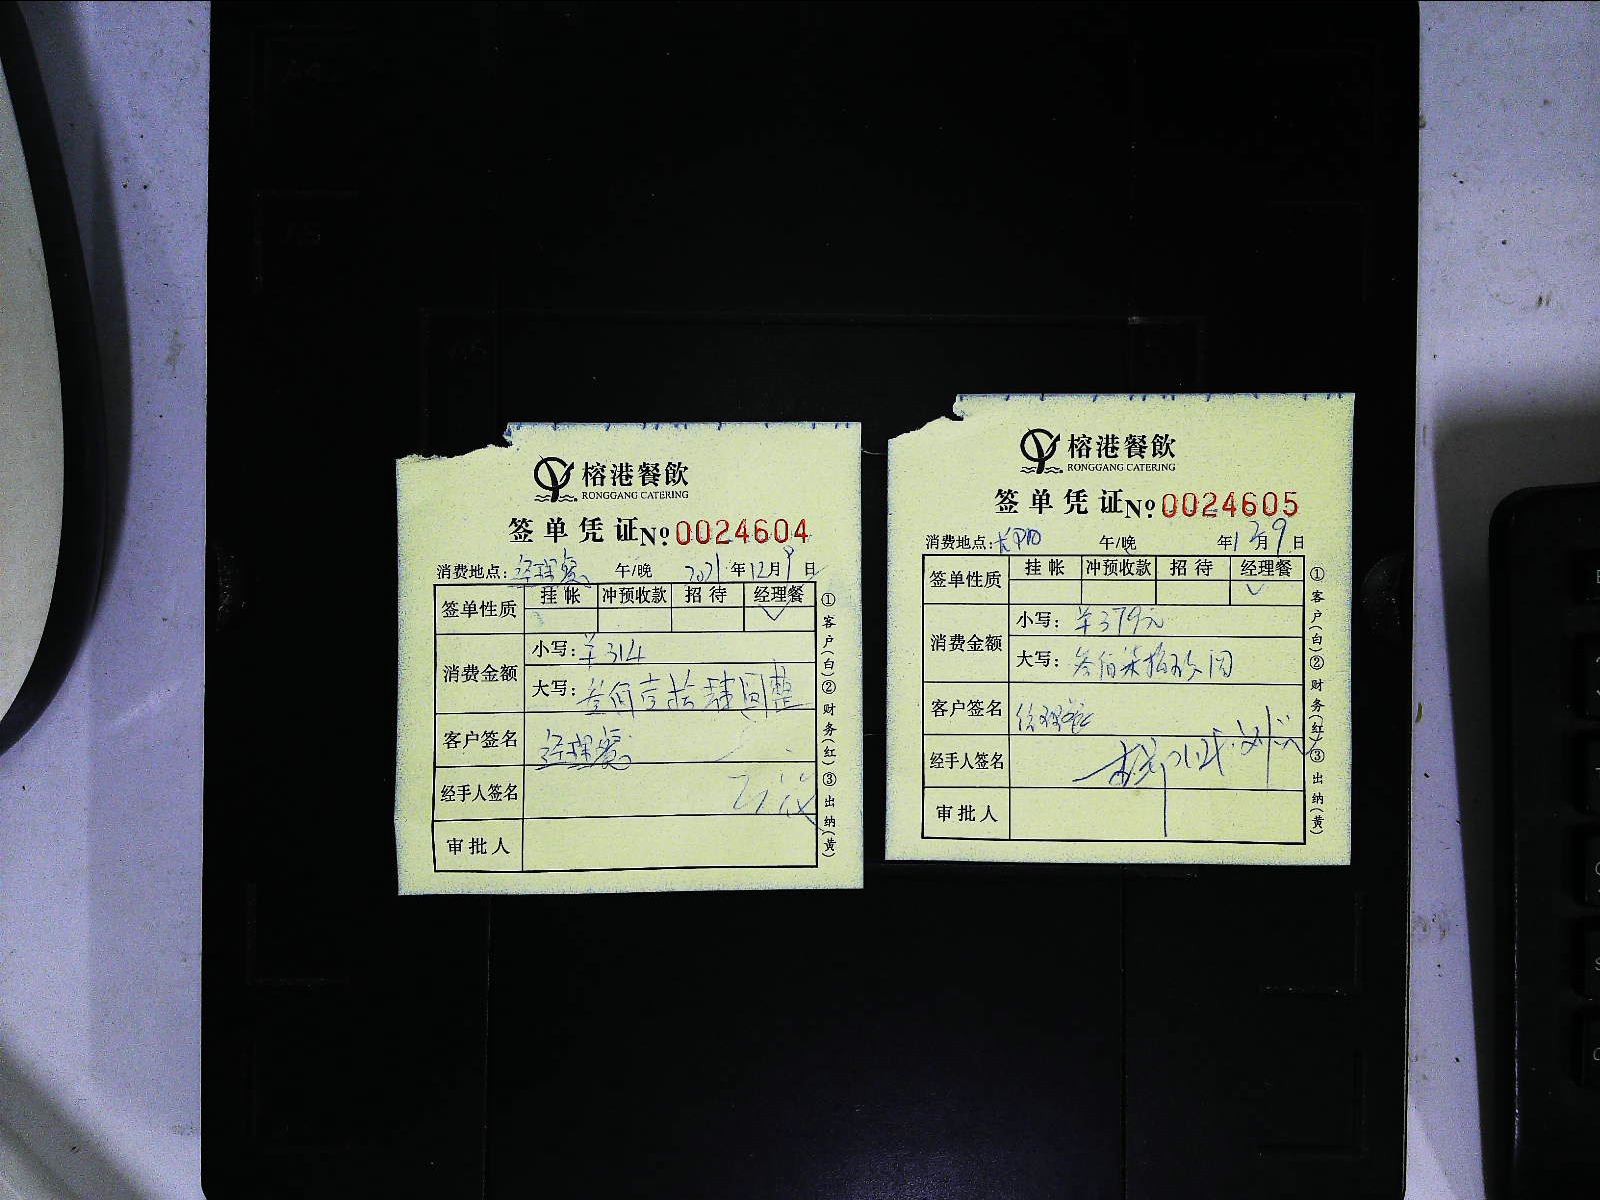 榕港餐飲
RONGGANG CATERING
签单凭证 No 0024604
消费地点: 经理餐 午/晚 2021年12月9日
签单性质 挂帐 冲预收款 招待 经理餐
消费金额 小写: ¥314
大写: 叁佰壹拾肆圆整
客户签名 经理餐
经手人签名
审批人
①客户(白)②财务(红)③出纳(黄)
榕港餐飲
RONGGANG CATERING
签单凭证 No 0024605
消费地点: 午/晚 年12月9日
签单性质 挂帐 冲预收款 招待 经理餐
消费金额 小写: ¥379元
大写: 叁佰柒拾玖圆
客户签名 经理餐
经手人签名
审批人
①客户(白)②财务(红)③出纳(黄)